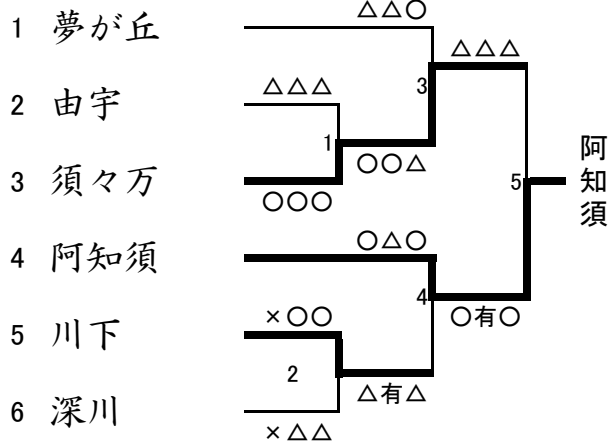 1 夢が丘
2 由宇
3 須々万
4 阿知須
5 川下
6 深川
△△○
△△△
1
○○○
3
○○△
△△△
○△○
×○○
2
×△△
4
△有△
○有○
5
阿知須